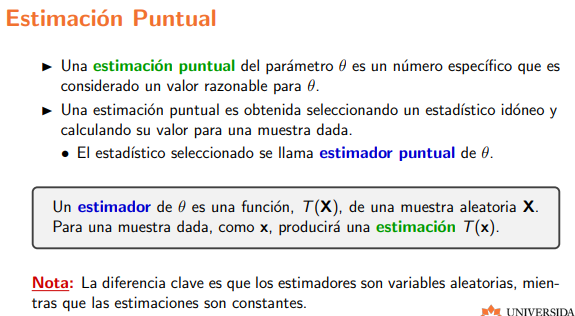 Estimación Puntual
► Una estimación puntual del parámetro θ es un número específico que es
considerado un valor razonable para θ.
► Una estimación puntual es obtenida seleccionando un estadístico idóneo y
calculando su valor para una muestra dada.
• El estadístico seleccionado se llama estimador puntual de θ.
Un estimador de θ es una función, T(X), de una muestra aleatoria X.
Para una muestra dada, como x, producirá una estimación T(x).
Nota: La diferencia clave es que los estimadores son variables aleatorias, mien-
tras que las estimaciones son constantes.
UNIVERSIDA